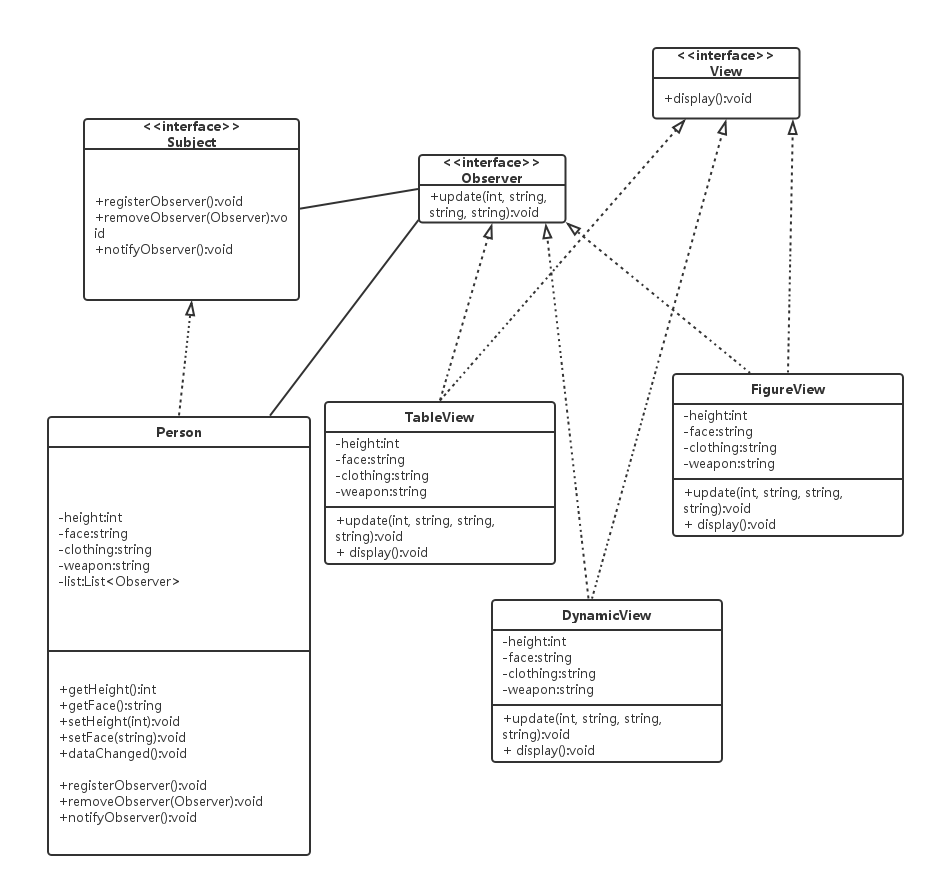 <<interface>>
View
+display():void
<<interface>>
Subject
+registerObserver():void
+removeObserver(Observer):vo
id
+notifyObserver():void
<<interface>>
Observer
+update(int, string,
string, string):void
Person
-height:int
-face:string
-clothing:string
-weapon:string
-list:List<Observer>
+getHeight():int
+getFace():string
+setHeight(int):void
+setFace(string):void
+dataChanged():void
+registerObserver():void
+removeObserver(Observer):void
+notifyObserver():void
TableView
-height:int
-face:string
-clothing:string
-weapon:string
+update(int, string, string,
string):void
+ display():void
FigureView
-height:int
-face:string
-clothing:string
-weapon:string
+update(int, string, string,
string):void
+ display():void
DynamicView
-height:int
-face:string
-clothing:string
-weapon:string
+update(int, string, string,
string):void
+ display():void